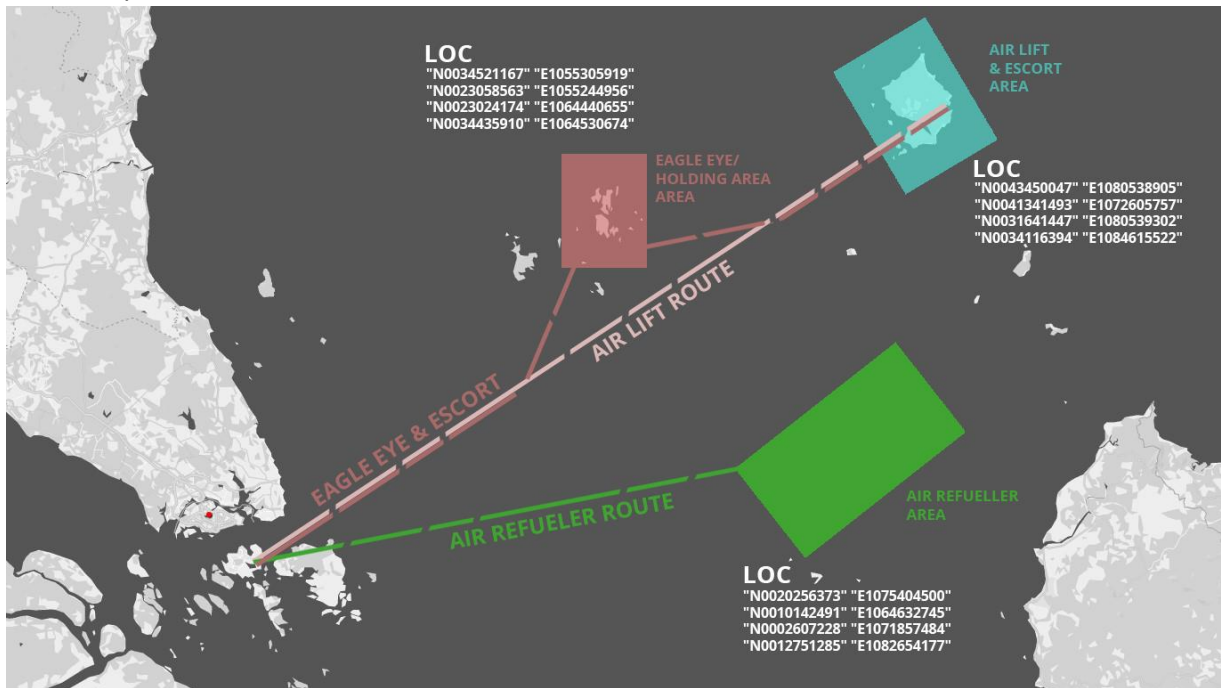 LOC
"N0034521167" "E1055305919"
"N0023058563" "E1055244956"
"N0023024174" "E1064440655"
"N0034435910" "E1064530674"
AIR LIFT
& ESCORT
AREA
EAGLE EYE/
HOLDING AREA
AREA
LOC
"N0043450047" "E1080538905"
"N0041341493" "E1072605757"
"N0031641447" "E1080539302"
"N0034116394" "E1084615522"
AIR LIFT ROUTE
EAGLE EYE & ESCORT
AIR REFUELER ROUTE
AIR REFUELLER
AREA
LOC
"N0020256373" "E1075404500"
"N0010142491" "E1064632745"
"N0002607228" "E1071857484"
"N0012751285" "E1082654177"